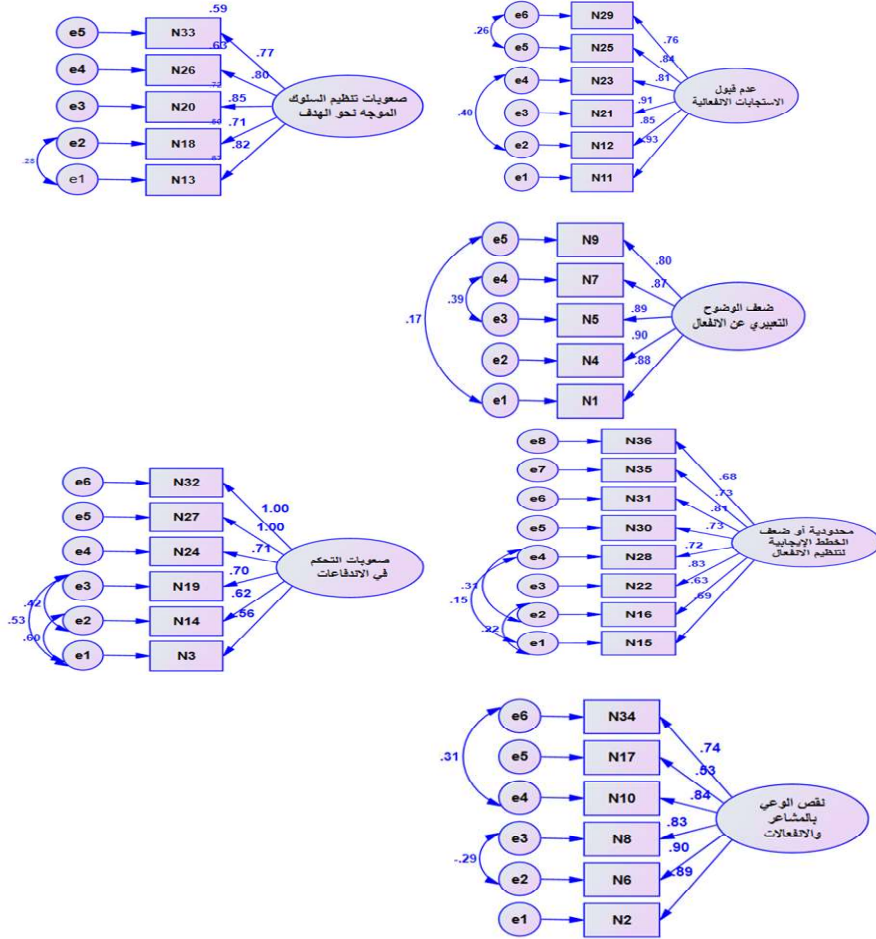 e5 N33 .59
.77
e4 N26 .63
.80
e3 N20 .72
.85
e2 N18
.71
e1 N13
.82
.28
صعوبات تنظيم السلوك
الموجه نحو الهدف
e6 N29
.76
e5 N25
.84
e4 N23
.81
e3 N21
.91
e2 N12
.85
e1 N11
.93
.26
.40
عدم قبول
الاستجابات الانفعالية
e5 N9
.80
e4 N7
.87
e3 N5
.89
e2 N4
.90
e1 N1
.88
.39
.17
ضعف الوضوح
التعبيري عن الانفعال
e6 N32
1.00
e5 N27
1.00
e4 N24
.71
e3 N19
.70
e2 N14
.62
e1 N3
.56
.42
.53
.60
صعوبات التحكم
في الاندفاعات
e8 N36
.68
e7 N35
.73
e6 N31
.81
e5 N30
.73
e4 N28
.72
e3 N22
.83
e2 N16
.63
e1 N15
.69
.31
.15
.22
محدودية أو ضعف
الخطط الإيجابية
لتنظيم الانفعال
e6 N34
.74
e5 N17
.53
e4 N10
.84
e3 N8
.83
e2 N6
.90
e1 N2
.89
.31
-.29
نقص الوعي
بالمشاعر
والانفعالات